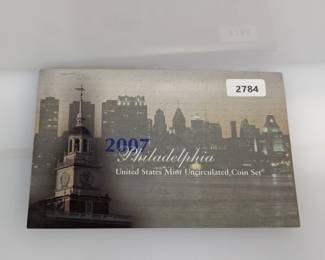 2784
2007
Philadelphia
United States Mint Uncirculated Coin Set®